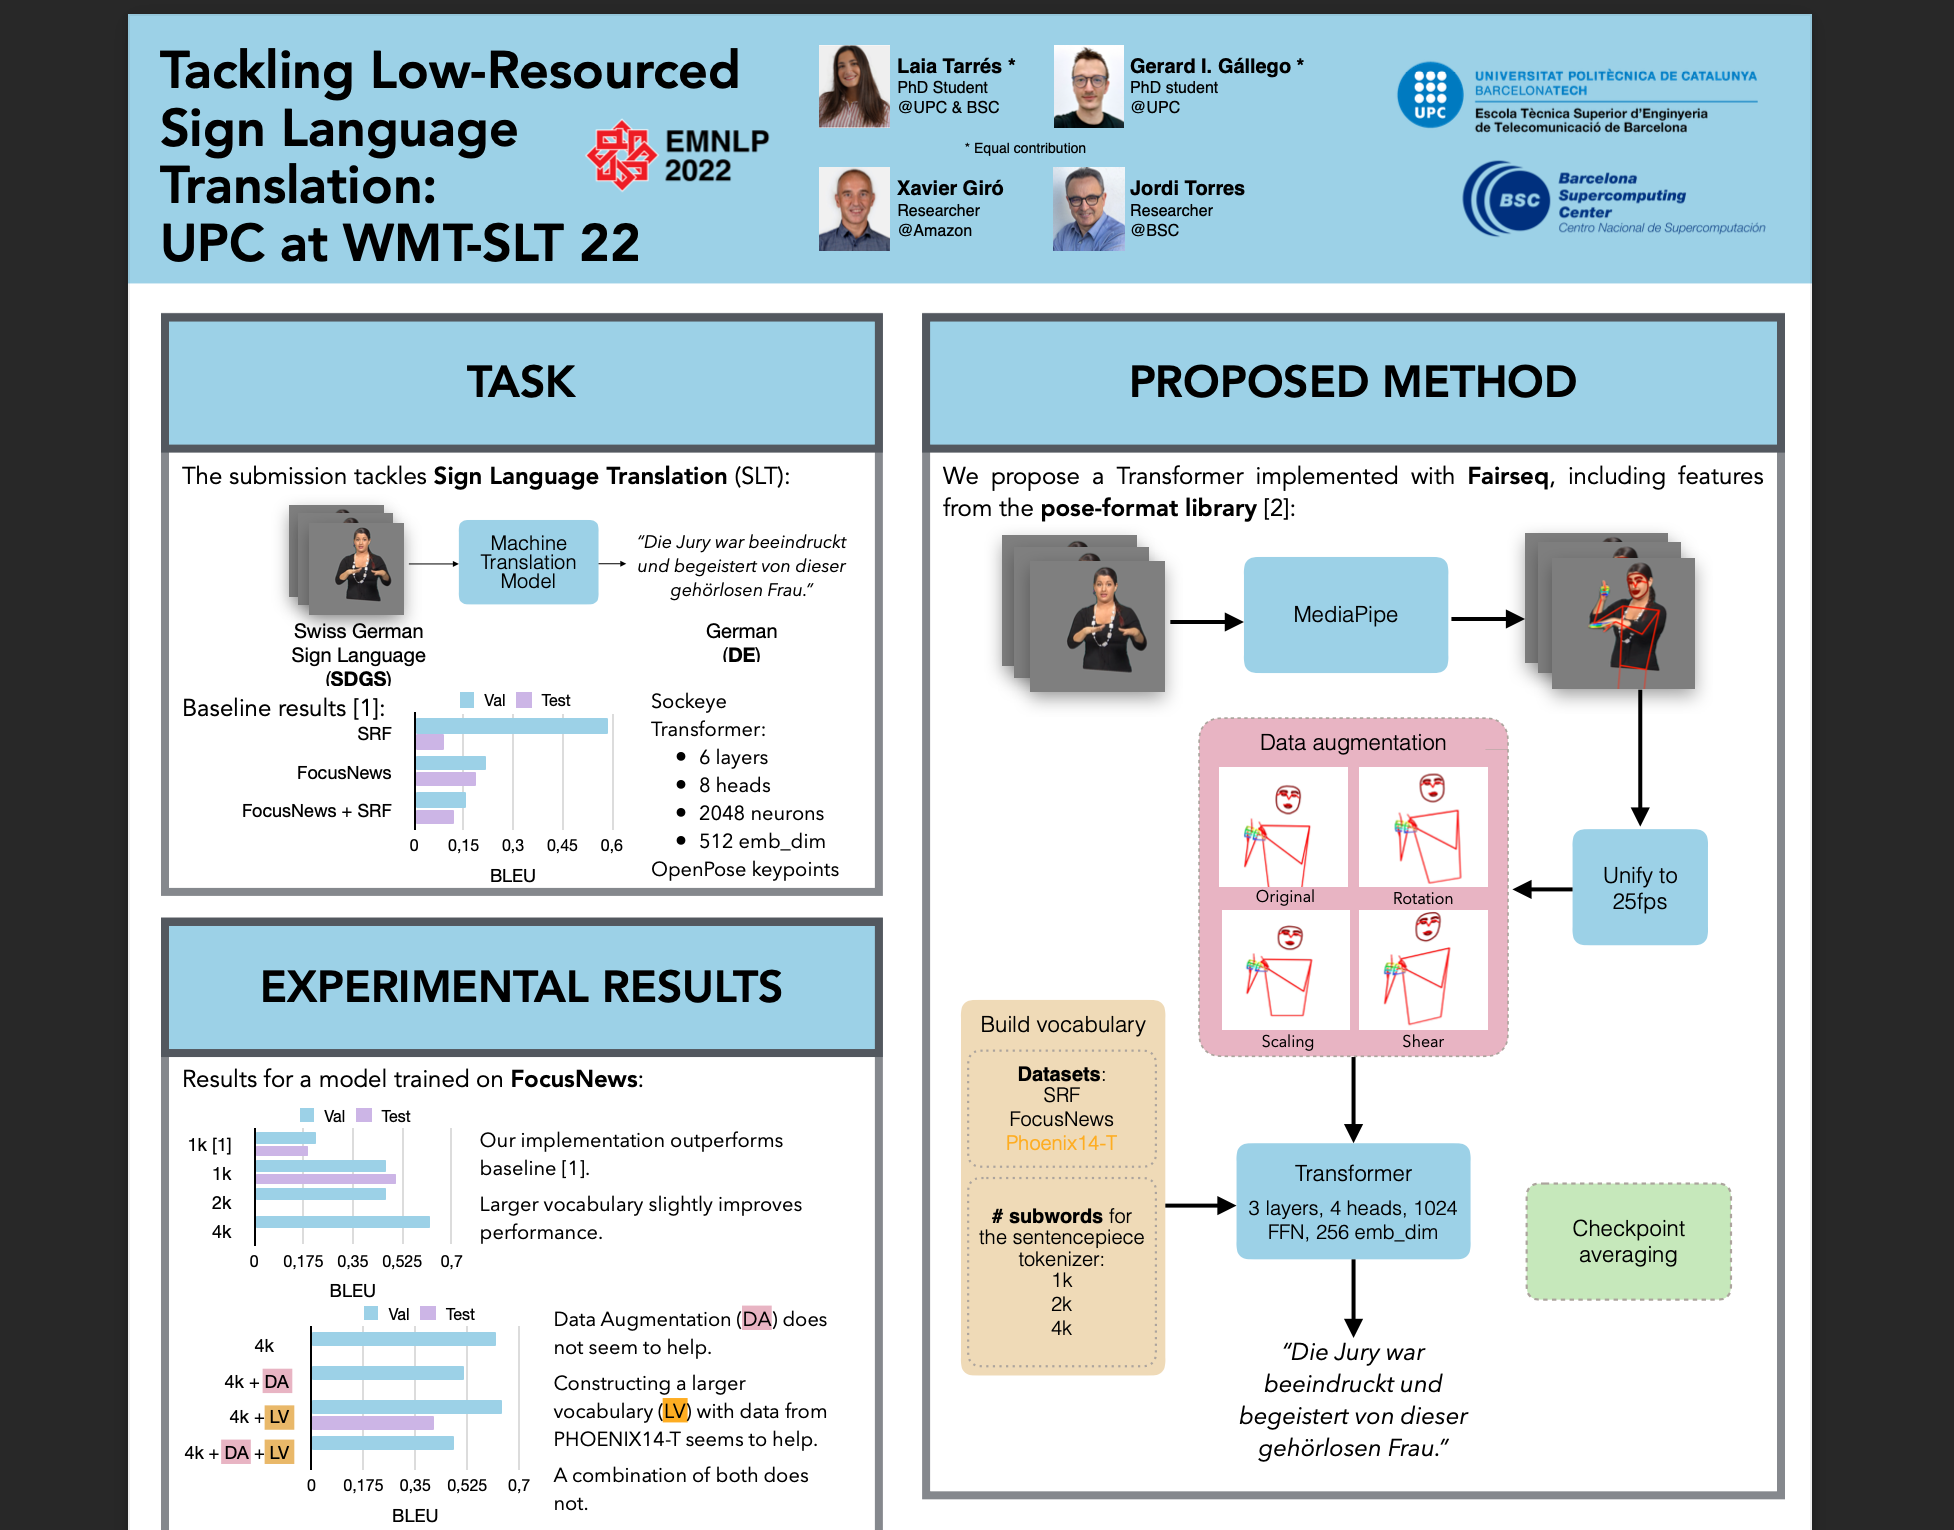 Tackling Low-Resourced
Sign Language
Translation:
UPC at WMT-SLT 22
EMNLP
2022
Laia Tarrés *
PhD Student
@UPC & BSC
Gerard I. Gállego *
PhD student
@UPC
* Equal contribution
Xavier Giró
Researcher
@Amazon
Jordi Torres
Researcher
@BSC
UPC
UNIVERSITAT POLITÈCNICA DE CATALUNYA
BARCELONATECH
Escola Tècnica Superior d'Enginyeria
de Telecomunicació de Barcelona
BSC
Barcelona
Supercomputing
Center
Centro Nacional de Supercomputación
TASK
The submission tackles Sign Language Translation (SLT):
Machine
Translation
Model
“Die Jury war beeindruckt
und begeistert von dieser
gehörlosen Frau.”
Swiss German
Sign Language
(SDGS)
German
(DE)
Baseline results [1]:
Val Test
SRF
FocusNews
FocusNews + SRF
0 0,15 0,3 0,45 0,6
BLEU
Sockeye
Transformer:
• 6 layers
• 8 heads
• 2048 neurons
• 512 emb_dim
OpenPose keypoints
EXPERIMENTAL RESULTS
Results for a model trained on FocusNews:
Val Test
1k [1]
1k
2k
4k
0 0,175 0,35 0,525 0,7
BLEU
Our implementation outperforms
baseline [1].
Larger vocabulary slightly improves
performance.
Val Test
4k
4k + DA
4k + LV
4k + DA + LV
0 0,175 0,35 0,525 0,7
BLEU
Data Augmentation (DA) does
not seem to help.
Constructing a larger
vocabulary (LV) with data from
PHOENIX14-T seems to help.
A combination of both does
not.
PROPOSED METHOD
We propose a Transformer implemented with Fairseq, including features
from the pose-format library [2]:
MediaPipe
Unify to
25fps
Data augmentation
Original
Rotation
Scaling
Shear
Build vocabulary
Datasets:
SRF
FocusNews
Phoenix14-T
# subwords for
the sentencepiece
tokenizer:
1k
2k
4k
Transformer
3 layers, 4 heads, 1024
FFN, 256 emb_dim
Checkpoint
averaging
“Die Jury war
beeindruckt und
begeistert von dieser
gehörlosen Frau.”